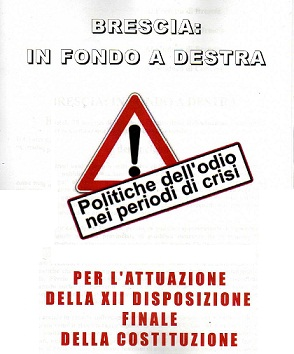 BRESCIA:
IN FONDO A DESTRA
Politiche dell'odio
nei periodi di crisi
PER L'ATTUAZIONE
DELLA XII DISPOSIZIONE
FINALE
DELLA COSTITUZIONE